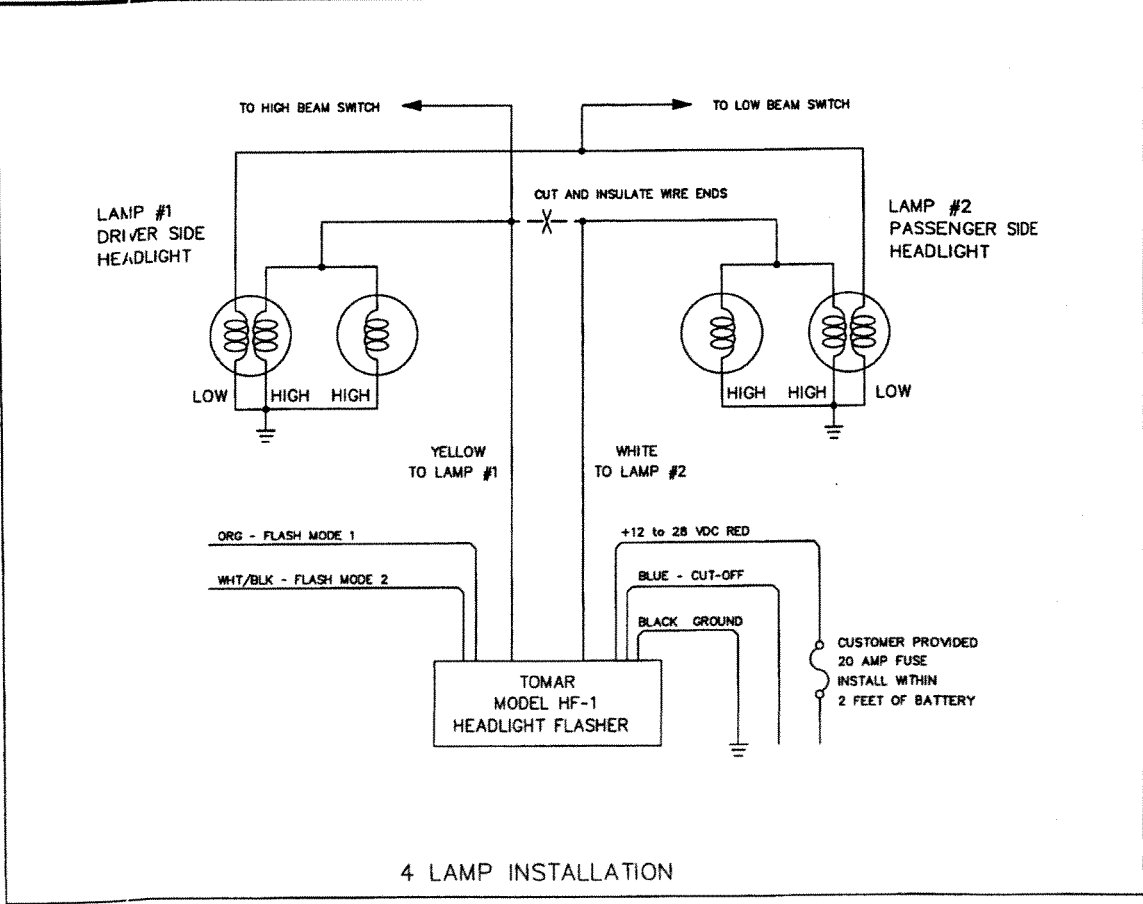 TO HIGH BEAM SWITCH
TO LOW BEAM SWITCH
CUT AND INSULATE WIRE ENDS
LAMP #1
DRIVER SIDE
HEADLIGHT
LAMP #2
PASSENGER SIDE
HEADLIGHT
LOW
HIGH
HIGH
HIGH
HIGH
LOW
YELLOW
TO LAMP #1
WHITE
TO LAMP #2
ORG - FLASH MODE 1
WHT/BLK - FLASH MODE 2
+12 to 28 VDC RED
BLUE - CUT-OFF
BLACK GROUND
CUSTOMER PROVIDED
20 AMP FUSE
INSTALL WITHIN
2 FEET OF BATTERY
TOMAR
MODEL HF-1
HEADLIGHT FLASHER
4 LAMP INSTALLATION